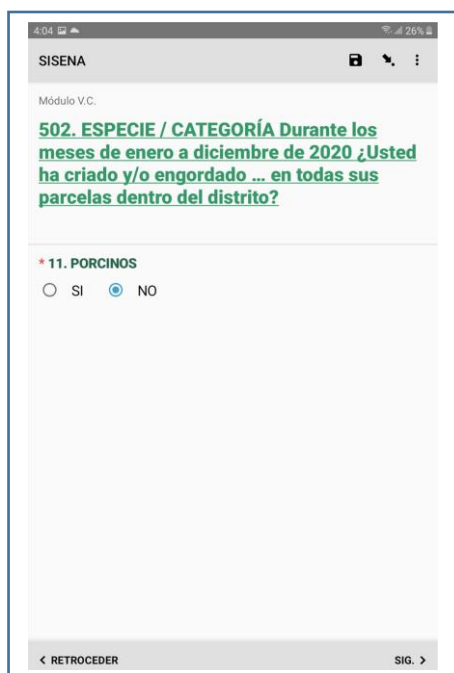 4:04 26%
SISENA
Módulo V.C.
502. ESPECIE / CATEGORÍA Durante los
meses de enero a diciembre de 2020 ¿Usted
ha criado y/o engordado ... en todas sus
parcelas dentro del distrito?
* 11. PORCINOS
SI NO
< RETROCEDER SIG. >